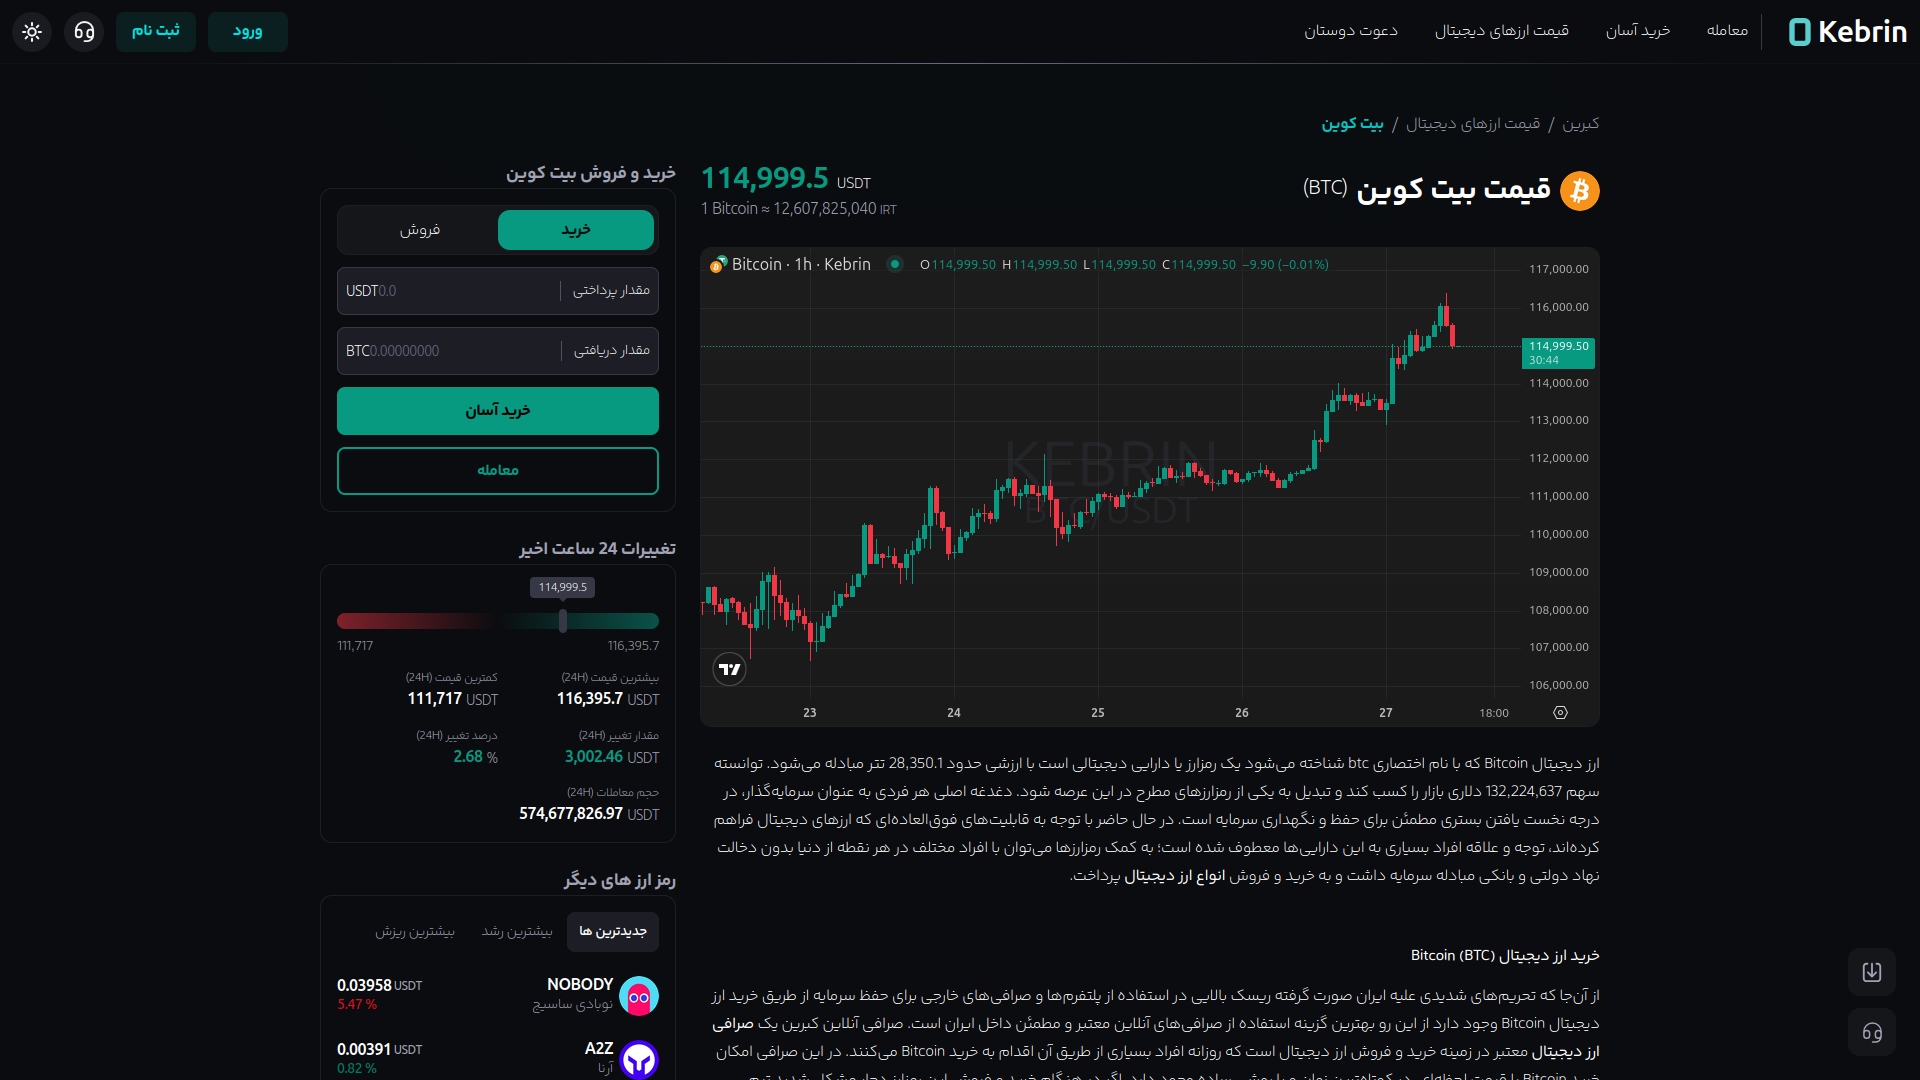 Kebrin
معامله
خرید آسان
قیمت ارزهای دیجیتال
دعوت دوستان
ورود
ثبت نام
کبرین / قیمت ارزهای دیجیتال / بیت کوین
قیمت بیت کوین (BTC)
114,999.5 USDT
1 Bitcoin ≈ 12,607,825,040 IRT
Bitcoin · 1h · Kebrin
O114,999.50 H114,999.50 L114,999.50 C114,999.50 −9.90 (−0.01%)
KEBRIN
BTC/USDT
117,000.00
116,000.00
114,999.50
30:44
114,000.00
113,000.00
112,000.00
111,000.00
110,000.00
109,000.00
108,000.00
107,000.00
106,000.00
23 24 25 26 27 18:00
ارز دیجیتال Bitcoin که با نام اختصاری btc شناخته می‌شود یک رمزارز یا دارایی دیجیتالی است با ارزشی حدود 28,350.1 تتر مبادله می‌شود. توانسته
سهم 132,224,637 دلاری بازار را کسب کند و تبدیل به یکی از رمزارزهای مطرح در این عرصه شود. دغدغه اصلی هر فردی به عنوان سرمایه‌گذار، در
درجه نخست یافتن بستری مطمئن برای حفظ و نگهداری سرمایه است. در حال حاضر با توجه به قابلیت‌های فوق‌العاده‌ای که ارزهای دیجیتال فراهم
کرده‌اند، توجه و علاقه افراد بسیاری به این دارایی‌ها معطوف شده است؛ به کمک رمزارزها می‌توان با افراد مختلف در هر نقطه از دنیا بدون دخالت
نهاد دولتی و بانکی مبادله سرمایه داشت و به خرید و فروش انواع ارز دیجیتال پرداخت.
خرید ارز دیجیتال Bitcoin (BTC)
از آن‌جا که تحریم‌های شدیدی علیه ایران صورت گرفته ریسک بالایی در استفاده از پلتفرم‌ها و صرافی‌های خارجی برای حفظ سرمایه از طریق خرید ارز
دیجیتال Bitcoin وجود دارد از این رو بهترین گزینه استفاده از صرافی‌های آنلاین معتبر و مطمئن داخل ایران است. صرافی آنلاین کبرین یک صرافی
ارز دیجیتال معتبر در زمینه خرید و فروش ارز دیجیتال است که روزانه افراد بسیاری از طریق آن اقدام به خرید Bitcoin می‌کنند. در این صرافی امکان
خرید و فروش بیت کوین
خرید
فروش
مقدار پرداختی
0.0 USDT
مقدار دریافتی
0.00000000 BTC
خرید آسان
معامله
تغییرات 24 ساعت اخیر
114,999.5
111,717
116,395.7
بیشترین قیمت (24H)
116,395.7 USDT
کمترین قیمت (24H)
111,717 USDT
مقدار تغییر (24H)
3,002.46 USDT
درصد تغییر (24H)
2.68 %
حجم معاملات (24H)
574,677,826.97 USDT
رمز ارز های دیگر
جدیدترین ها
بیشترین رشد
بیشترین ریزش
NOBODY
نوبادی ساسیج
0.03958 USDT
5.47 %
A2Z
آرنا
0.00391 USDT
0.82 %